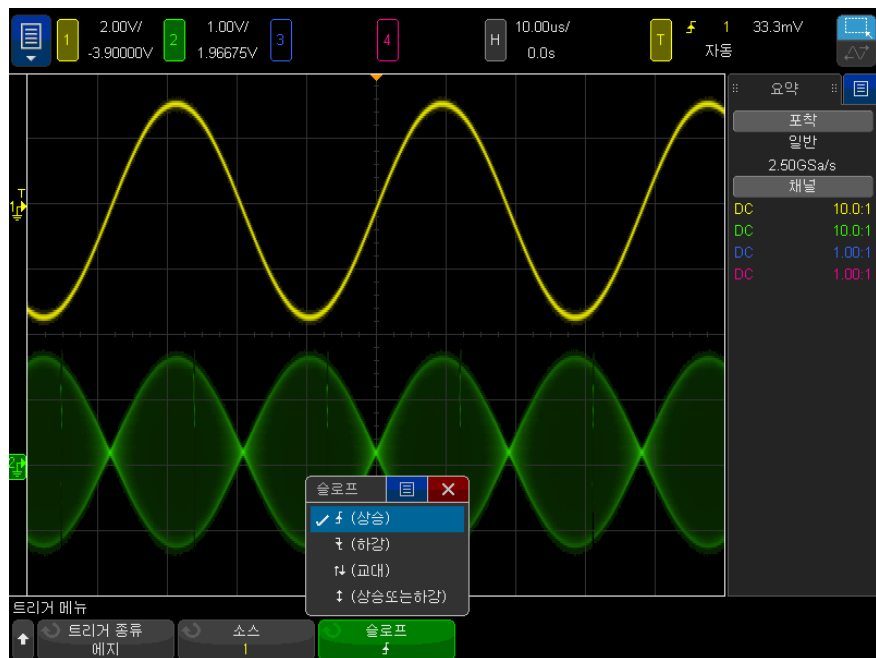 1 2.00V/ 2 1.00V/ 3 4 H 10.00us/ T 1 33.3mV
-3.90000V 1.96675V 0.0s 자동
요약
포착
일반
2.50GSa/s
채널
DC 10.0:1
DC 10.0:1
DC 1.00:1
DC 1.00:1
T
1
2
슬로프
(상승)
(하강)
(교대)
(상승또는하강)
트리거 메뉴
트리거 종류 소스 슬로프
에지 1